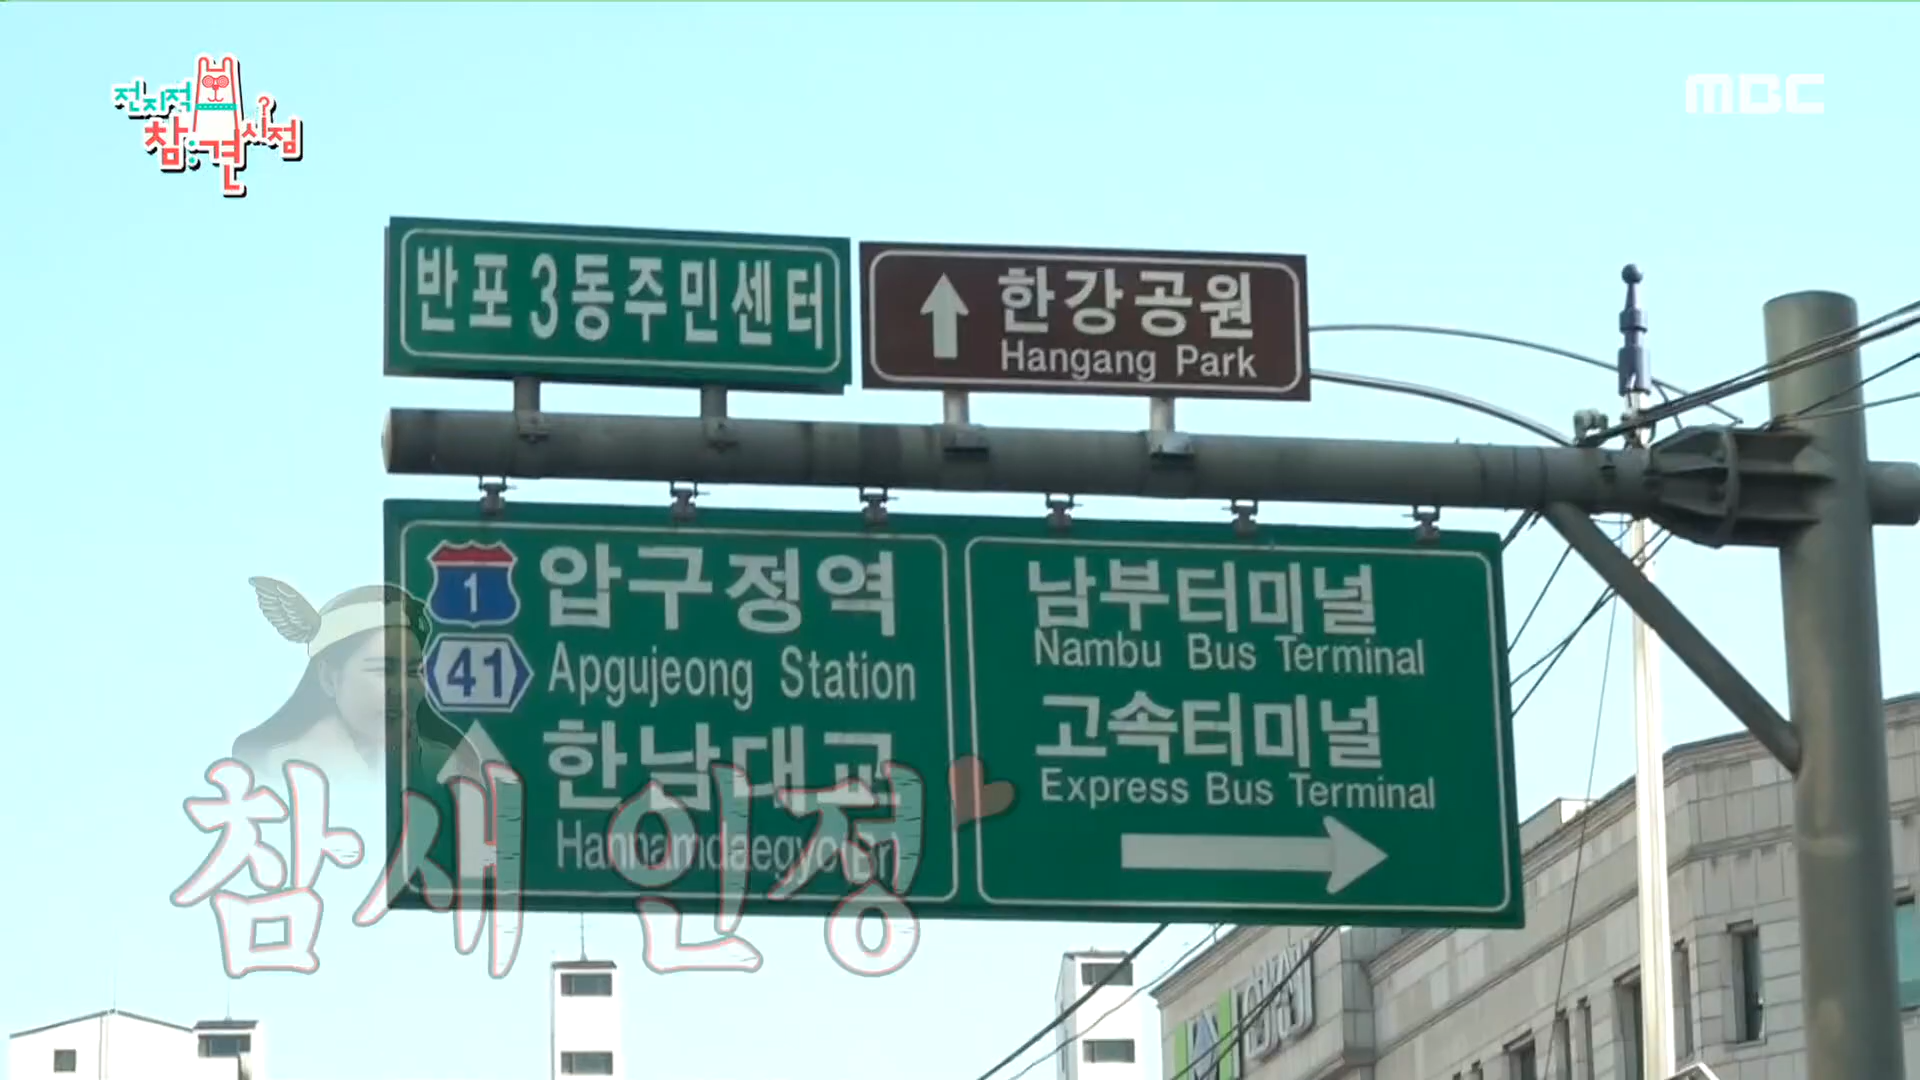 전지적
참견
시점
MBC
반포3동주민센터
한강공원
Hangang Park
1
압구정역
41
Apgujeong Station
한남대교
Hannamdaegyo(Br)
남부터미널
Nambu Bus Terminal
고속터미널
Express Bus Terminal
참새 인정